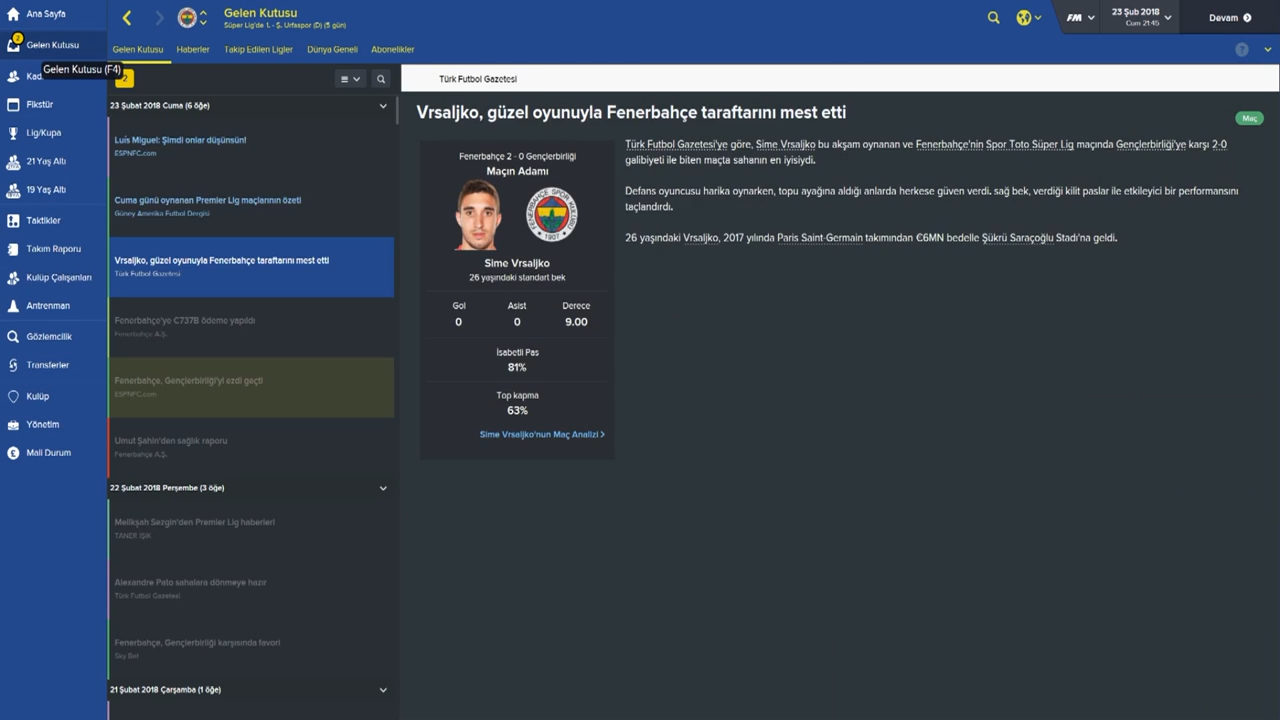 Ana Sayfa
2
Gelen Kutusu
Gelen Kutusu (F4)
Fikstür
Lig/Kupa
21 Yaş Altı
19 Yaş Altı
Taktikler
Takım Raporu
Kulüp Çalışanları
Antrenman
Gözlemcilik
Transferler
Kulüp
Yönetim
Mali Durum
Gelen Kutusu
Süper Lig'de 1. - Ş. Urfaspor (D) (5 gün)
FM
23 Şub 2018
Cum 21:45
Devam
Gelen Kutusu Haberler Takip Edilen Ligler Dünya Geneli Abonelikler
?
2
23 Şubat 2018 Cuma (6 öğe)
Luis Miguel: Şimdi onlar düşünsün!
ESPNFC.com
Cuma günü oynanan Premier Lig maçlarının özeti
Güney Amerika Futbol Dergisi
Vrsaljko, güzel oyunuyla Fenerbahçe taraftarını mest etti
Türk Futbol Gazetesi
Fenerbahçe'ye C737B ödeme yapıldı
Fenerbahçe A.Ş.
Fenerbahçe, Gençlerbirliği'yi ezdi geçti
ESPNFC.com
Umut Şahin'den sağlık raporu
Fenerbahçe A.Ş.
22 Şubat 2018 Perşembe (3 öğe)
Melikşah Sezgin'den Premier Lig haberleri
TANER IŞIK
Alexandre Pato sahalara dönmeye hazır
Türk Futbol Gazetesi
Fenerbahçe, Gençlerbirliği karşısında favori
Sky Bet
21 Şubat 2018 Çarşamba (1 öğe)
Türk Futbol Gazetesi
Vrsaljko, güzel oyunuyla Fenerbahçe taraftarını mest etti
Maç
Fenerbahçe 2 - 0 Gençlerbirliği
Maçın Adamı
FENERBAHÇE SPOR KULÜBÜ
1907
Sime Vrsaljko
26 yaşındaki standart bek
Gol Asist Derece
0 0 9.00
İsabetli Pas
81%
Top kapma
63%
Sime Vrsaljko'nun Maç Analizi
Türk Futbol Gazetesi'ye göre, Sime Vrsaljko bu akşam oynanan ve Fenerbahçe'nin Spor Toto Süper Lig maçında Gençlerbirliği'ye karşı 2-0
galibiyeti ile biten maçta sahanın en iyisiydi.
Defans oyuncusu harika oynarken, topu ayağına aldığı anlarda herkese güven verdi. sağ bek, verdiği kilit paslar ile etkileyici bir performansını
taçlandırdı.
26 yaşındaki Vrsaljko, 2017 yılında Paris Saint-Germain takımından €6MN bedelle Şükrü Saraçoğlu Stadı'na geldi.